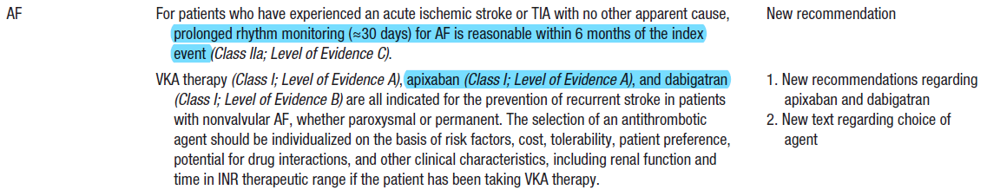 AF
For patients who have experienced an acute ischemic stroke or TIA with no other apparent cause,
prolonged rhythm monitoring (≈30 days) for AF is reasonable within 6 months of the index
event (Class IIa; Level of Evidence C).
New recommendation
VKA therapy (Class I; Level of Evidence A), apixaban (Class I; Level of Evidence A), and dabigatran
(Class I; Level of Evidence B) are all indicated for the prevention of recurrent stroke in patients
with nonvalvular AF, whether paroxysmal or permanent. The selection of an antithrombotic
agent should be individualized on the basis of risk factors, cost, tolerability, patient preference,
potential for drug interactions, and other clinical characteristics, including renal function and
time in INR therapeutic range if the patient has been taking VKA therapy.
1. New recommendations regarding
apixaban and dabigatran
2. New text regarding choice of
agent